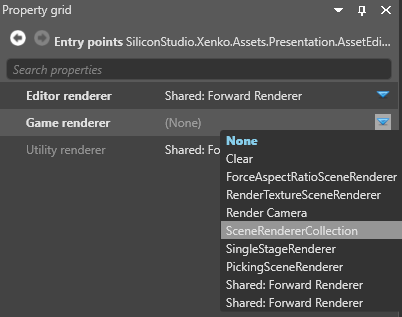 Property grid
Entry points SiliconStudio.Xenko.Assets.Presentation.AssetEdi...
Search properties
Editor renderer Shared: Forward Renderer
Game renderer (None)
Utility renderer Shared: Fo
None
Clear
ForceAspectRatioSceneRenderer
RenderTextureSceneRenderer
Render Camera
SceneRendererCollection
SingleStageRenderer
PickingSceneRenderer
Shared: Forward Renderer
Shared: Forward Renderer